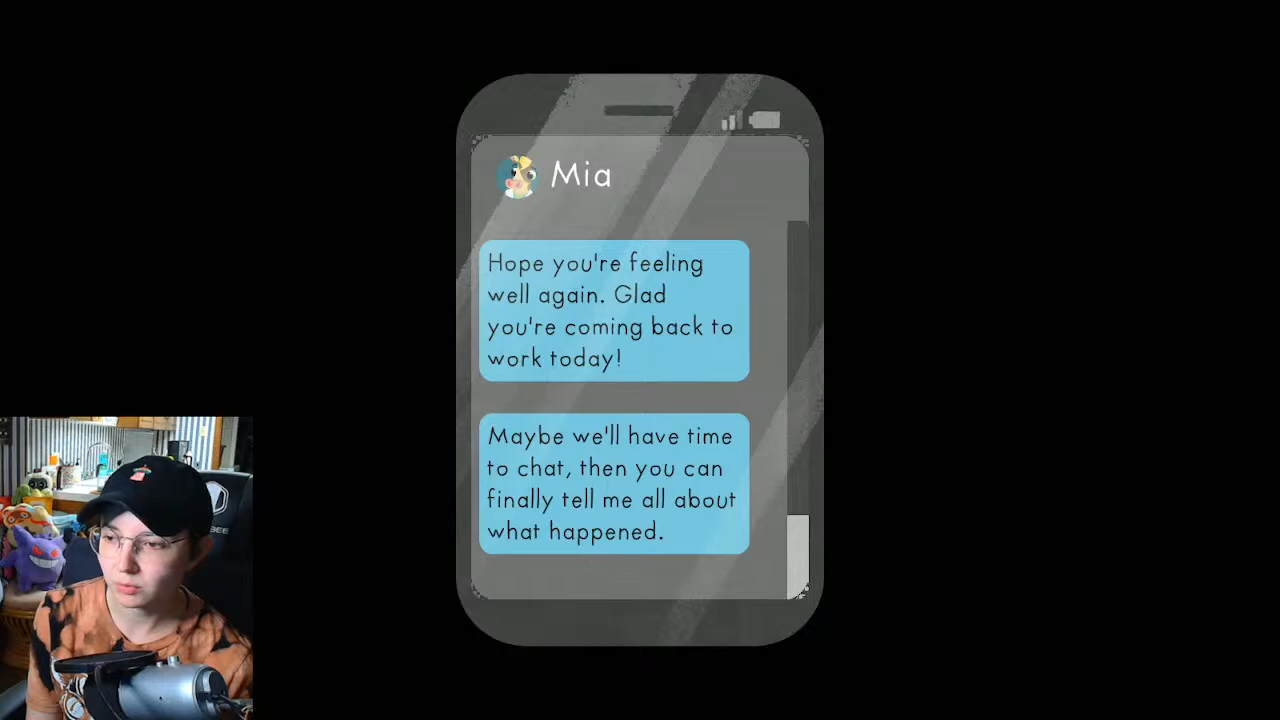 Mia
Hope you're feeling
well again. Glad
you're coming back to
work today!
Maybe we'll have time
to chat, then you can
finally tell me all about
what happened.